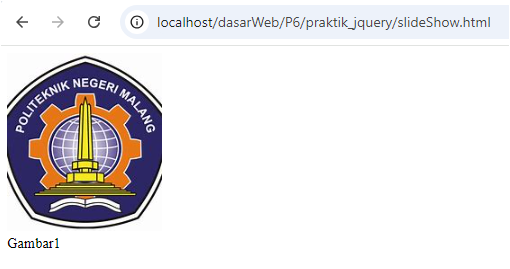 localhost/dasarWeb/P6/praktik_jquery/slideShow.html
POLITEKNIK NEGERI MALANG
Gambar1